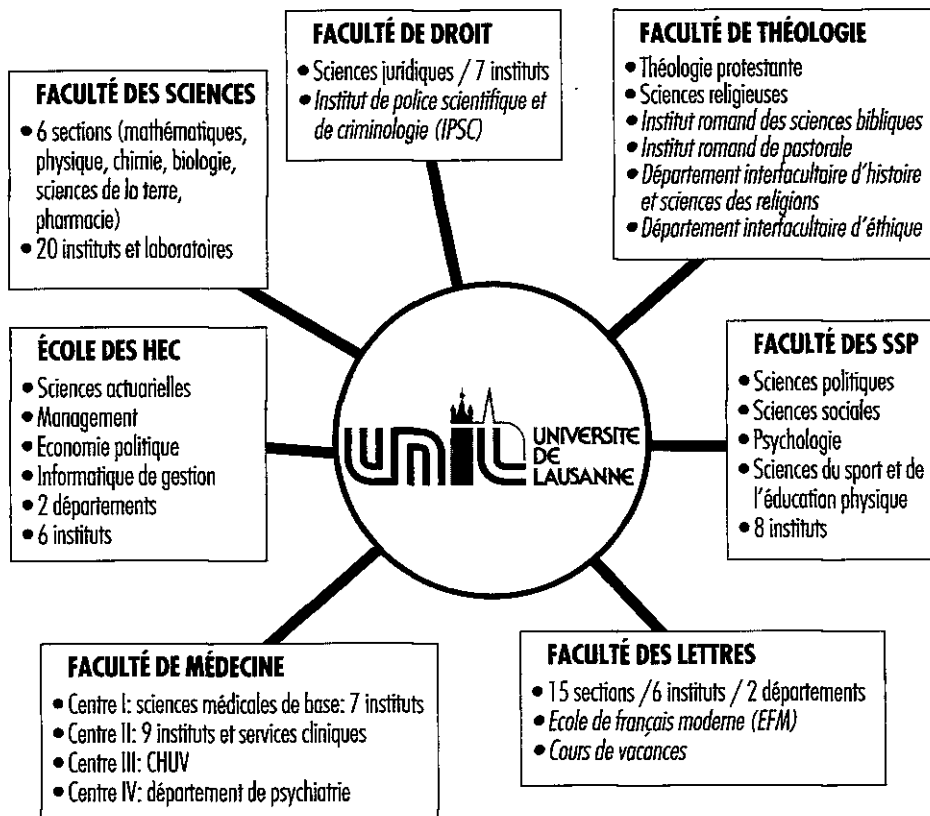 FACULTÉ DE DROIT
• Sciences juridiques / 7 instituts
• Institut de police scientifique et
de criminologie (IPSC)
FACULTÉ DE THÉOLOGIE
• Théologie protestante
• Sciences religieuses
• Institut romand des sciences bibliques
• Institut romand de pastorale
• Département interfacultaire d'histoire
et sciences des religions
• Département interfacultaire d'éthique
FACULTÉ DES SCIENCES
• 6 sections (mathématiques,
physique, chimie, biologie,
sciences de la terre,
pharmacie)
• 20 instituts et laboratoires
ÉCOLE DES HEC
• Sciences actuarielles
• Management
• Economie politique
• Informatique de gestion
• 2 départements
• 6 instituts
unil
UNIVERSITE
DE
LAUSANNE
FACULTÉ DES SSP
• Sciences politiques
• Sciences sociales
• Psychologie
• Sciences du sport et de
l'éducation physique
• 8 instituts
FACULTÉ DE MÉDECINE
• Centre I: sciences médicales de base: 7 instituts
• Centre II: 9 instituts et services cliniques
• Centre III: CHUV
• Centre IV: département de psychiatrie
FACULTÉ DES LETTRES
• 15 sections /6 instituts / 2 départements
• Ecole de français moderne (EFM)
• Cours de vacances